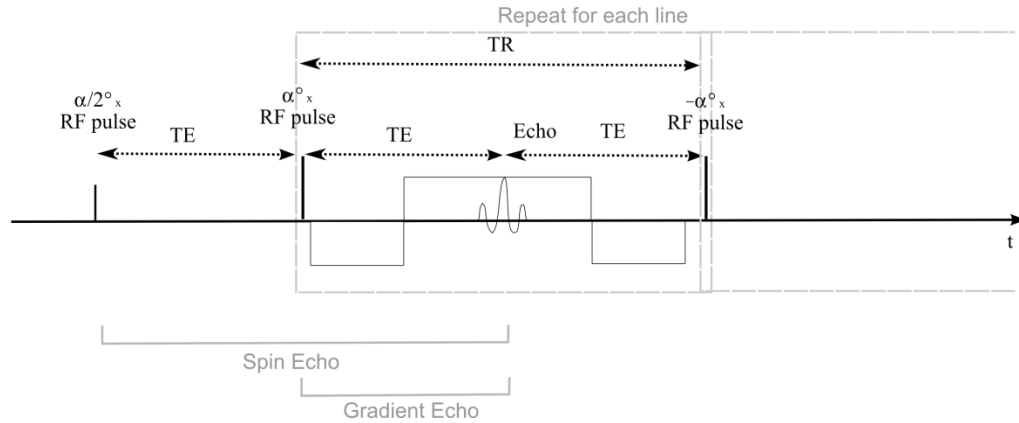 Repeat for each line
TR
α/2° x
RF pulse
α° x
RF pulse
-α° x
RF pulse
TE
TE
Echo
TE
t
Spin Echo
Gradient Echo